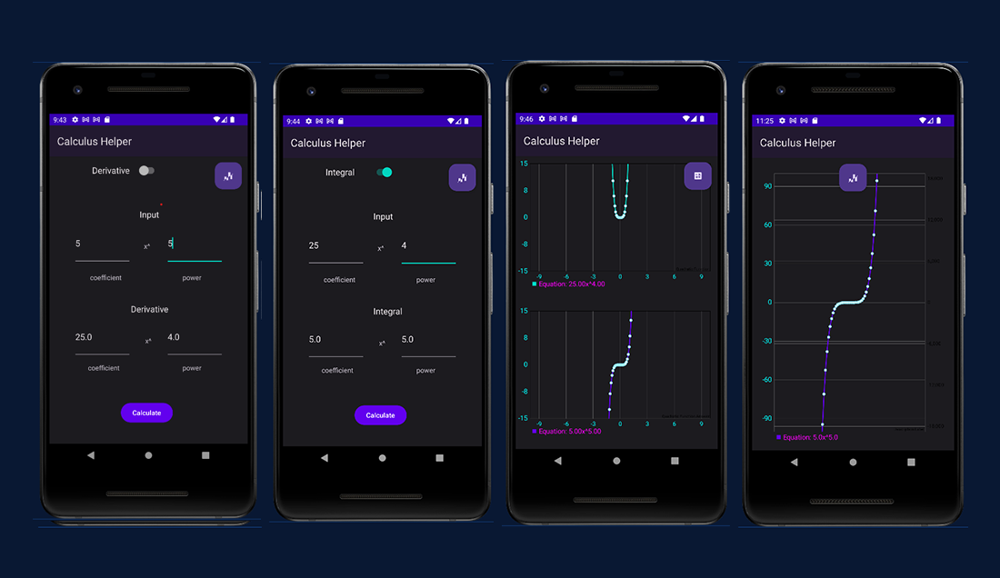 9:43
Calculus Helper
Derivative
Input
5 x^ 5
coefficient power
Derivative
25.0 x^ 4.0
coefficient power
Calculate
9:44
Calculus Helper
Integral
Input
25 x^ 4
coefficient power
Integral
5.0 x^ 5.0
coefficient power
Calculate
9:46
Calculus Helper
15
8
0
-8
-15
-9 -6 -3 0 3 6 9
Equation: 25.00x^4.00
15
8
0
-8
-15
-9 -6 -3 0 3 6 9
Equation: 5.00x^5.00
11:25
Calculus Helper
90
60
30
0
-30
-60
-90
Equation: 5.0x^5.0